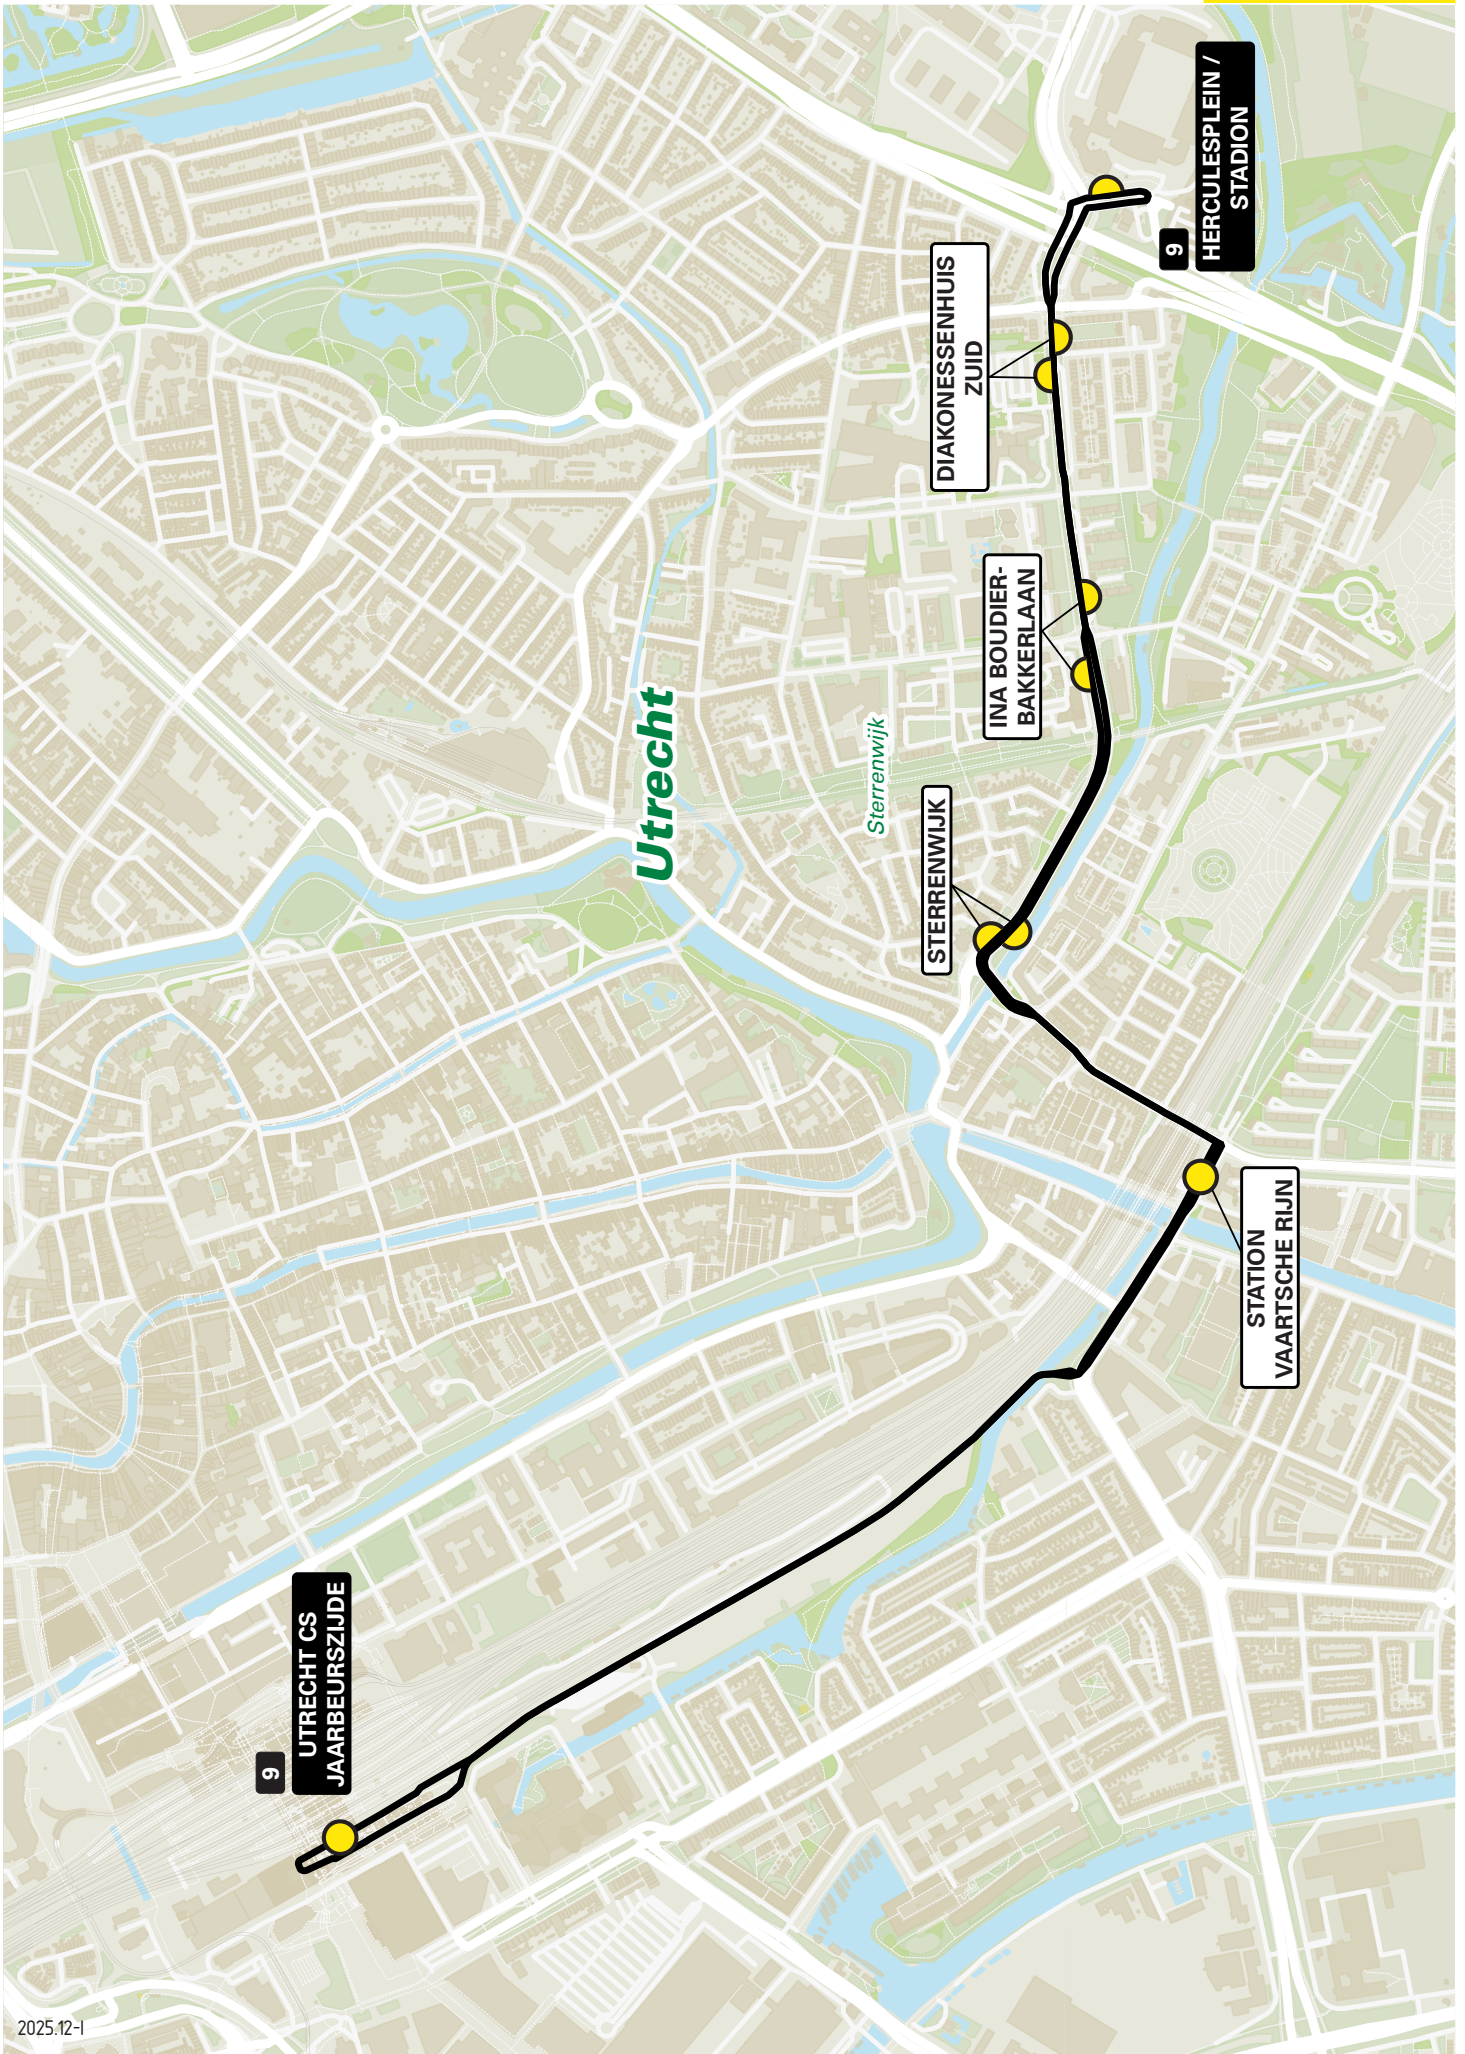 9
UTRECHT CS
JAARBEURSZIJDE
STATION
VAARTSCHE RIJN
STERRENWIJK
INA BOUDIER-
BAKKERLAAN
DIAKONESSENHUIS
ZUID
9
HERCULESPLEIN /
STADION
Utrecht
Sterrenwijk
2025.12-I